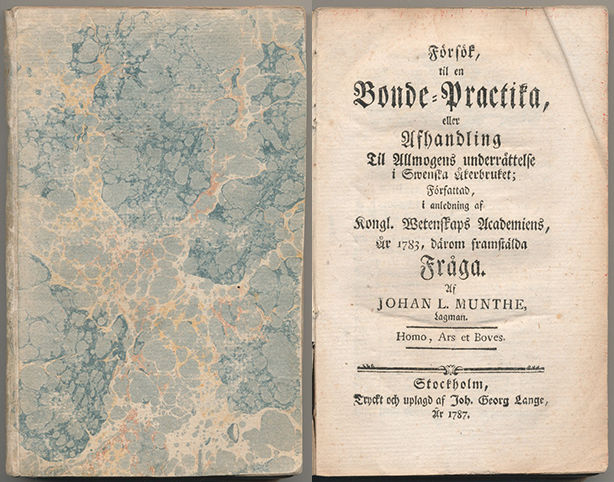 Försök,
til en
Bonde-Practika,
eller
Afhandling
Til Allmogens underrättelse
i Swenska Åkerbruket;
Författad,
i anledning af
Kongl. Wetenskaps Academiens,
År 1783, därom framstälda
Fråga.
Af
JOHAN L. MUNTHE,
Lagman.
Homo, Ars et Boves.
Stockholm,
Tryckt och uplagd af Joh. Georg Lange,
År 1787.